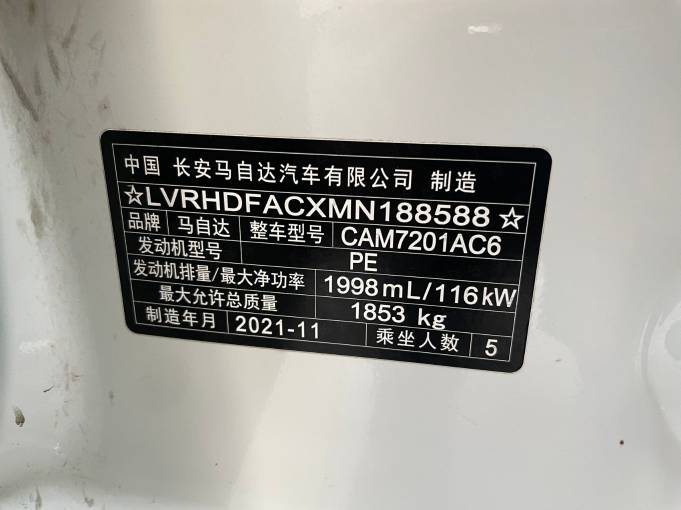 中国 长安马自达汽车有限公司 制造
☆LVRHDFACXMN188588☆
品牌 马自达 整车型号 CAM7201AC6
发动机型号 PE
发动机排量/最大净功率 1998mL/116kW
最大允许总质量 1853 kg
制造年月 2021-11 乘坐人数 5